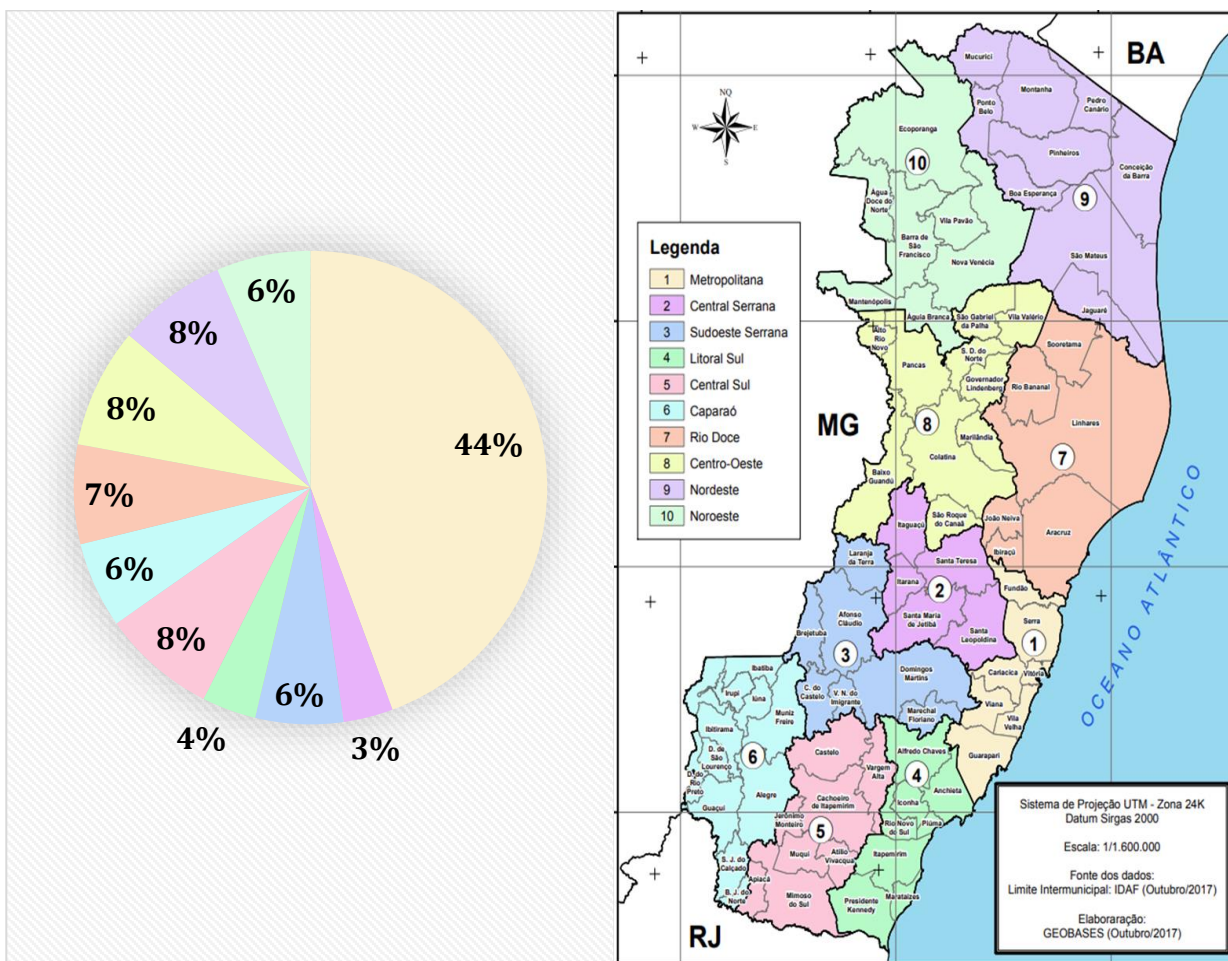 6%
8%
8%
7%
6%
8%
4%
6%
3%
44%
BA
MG
RJ
OCEANO ATLÂNTICO
NQ
W
E
S
Legenda
1 Metropolitana
2 Central Serrana
3 Sudoeste Serrana
4 Litoral Sul
5 Central Sul
6 Caparaó
7 Rio Doce
8 Centro-Oeste
9 Nordeste
10 Noroeste
Mucurici
Montanha
Ponto
Belo
Pedro
Canário
Pinheiros
Conceição
da Barra
Boa Esperança
9
São Mateus
Jaguaré
Ecoporanga
10
Água
Doce do
Norte
Vila Pavão
Barra de
São
Francisco
Nova Venécia
Mantenópolis
Águia Branca
São Gabriel
da Palha
Vila Valério
Alto
Rio
Novo
Pancas
S. D. do
Norte
Governador
Lindenberg
8
Marilândia
Colatina
Baixo
Guandú
São Roque
do Canaã
Sooretama
Rio Bananal
Linhares
7
João Neiva
Aracruz
Ibiraçú
Itaguaçú
Santa Teresa
Itarana
2
Santa Maria
de Jetibá
Santa
Leopoldina
Fundão
Serra
1
Cariacica
Vitória
Viana
Vila
Velha
Guarapari
Laranja
da Terra
Afonso
Cláudio
Brejetuba
3
Domingos
Martins
C. do
Castelo
V. N. do
Imigrante
Marechal
Floriano
Ibatiba
Irupi
Iúna
Muniz
Freire
Ibitirama
D. de
São
Lourenço
6
D. do
Rio
Preto
Alegre
Guaçuí
S. J. do
Calçado
B. J. do
Norte
Castelo
Vargem
Alta
Cachoeiro
de Itapemirim
Jerônimo
Monteiro
5
Muqui
Atílio
Vivacqua
Apiacá
Mimoso
do Sul
Alfredo Chaves
4
Anchieta
Iconha
Rio Novo
do Sul
Piúma
Itapemirim
Presidente
Kennedy
Marataízes
Sistema de Projeção UTM - Zona 24K
Datum Sirgas 2000
Escala: 1/1.600.000
Fonte dos dados:
Limite Intermunicipal: IDAF (Outubro/2017)
Elaboraração:
GEOBASES (Outubro/2017)